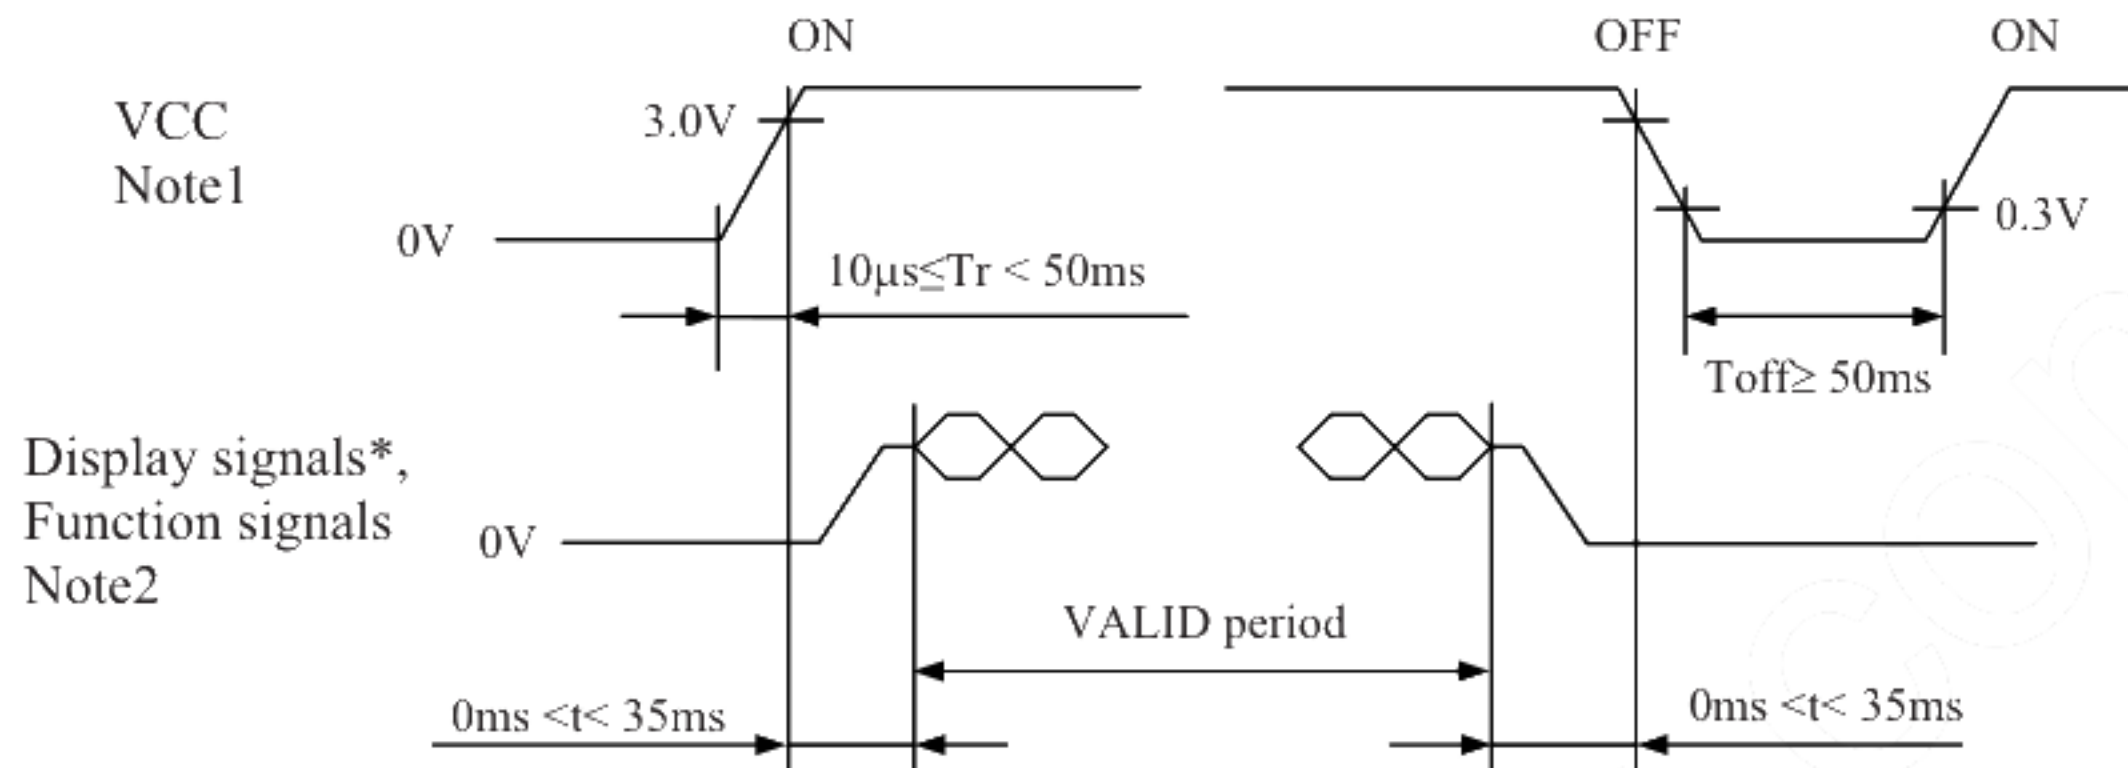 ON
OFF
ON
VCC
Note1
3.0V
0V
10μs≦Tr < 50ms
0.3V
Toff≥ 50ms
Display signals*,
Function signals
Note2
0V
VALID period
0ms <t< 35ms
0ms <t< 35ms